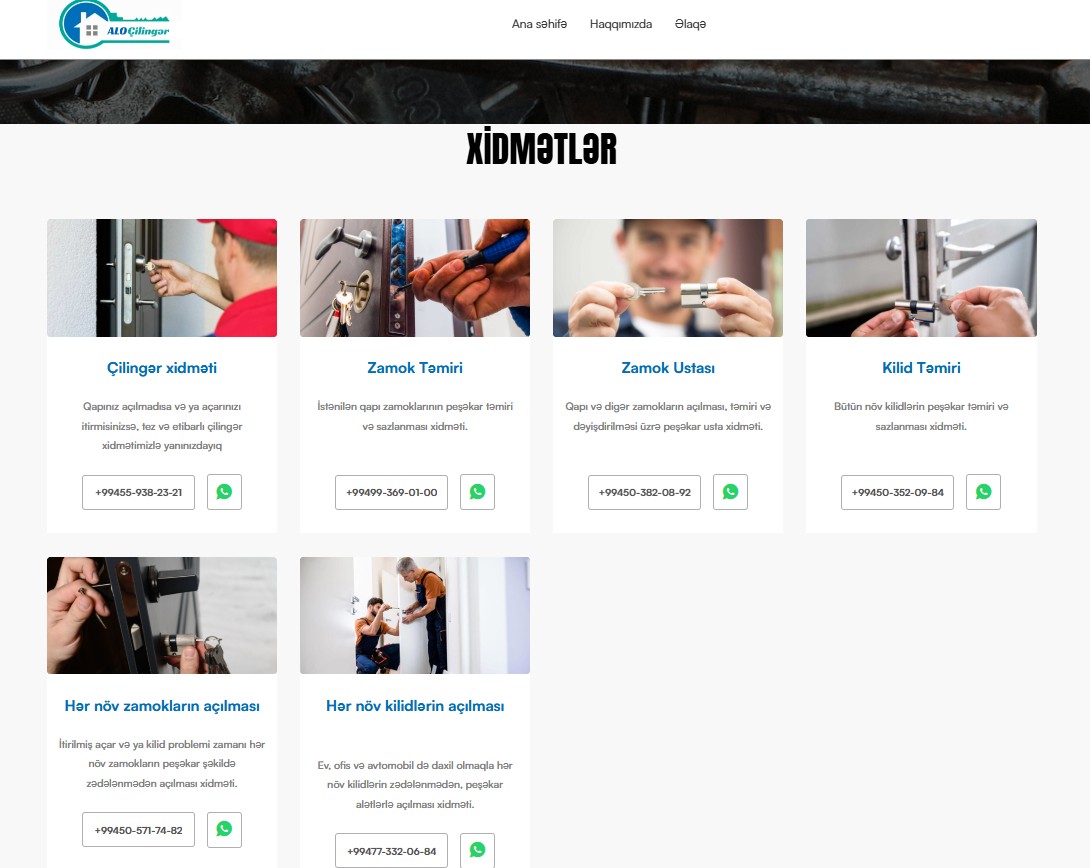 ALOÇilingər
Ana səhifə Haqqımızda Əlaqə
XİDMƏTLƏR
Çilingər xidməti
Qapınız açılmadısa və ya açarınızı
itirmisinizsə, tez və etibarlı çilingər
xidmətimizlə yanınızdayıq
+99455-938-23-21
Zamok Təmiri
İstənilən qapı zamoklarının peşəkar təmiri
və sazlanması xidməti.
+99499-369-01-00
Zamok Ustası
Qapı və digər zamokların açılması, təmiri və
dəyişdirilməsi üzrə peşəkar usta xidməti.
+99450-382-08-92
Kilid Təmiri
Bütün növ kilidlərin peşəkar təmiri və
sazlanması xidməti.
+99450-352-09-84
Hər növ zamokların açılması
İtirilmiş açar və ya kilid problemi zamanı hər
növ zamokların peşəkar şəkildə
zədələnmədən açılması xidməti.
+99450-571-74-82
Hər növ kilidlərin açılması
Ev, ofis və avtomobil də daxil olmaqla hər
növ kilidlərin zədələnmədən, peşəkar
alətlərlə açılması xidməti.
+99477-332-06-84